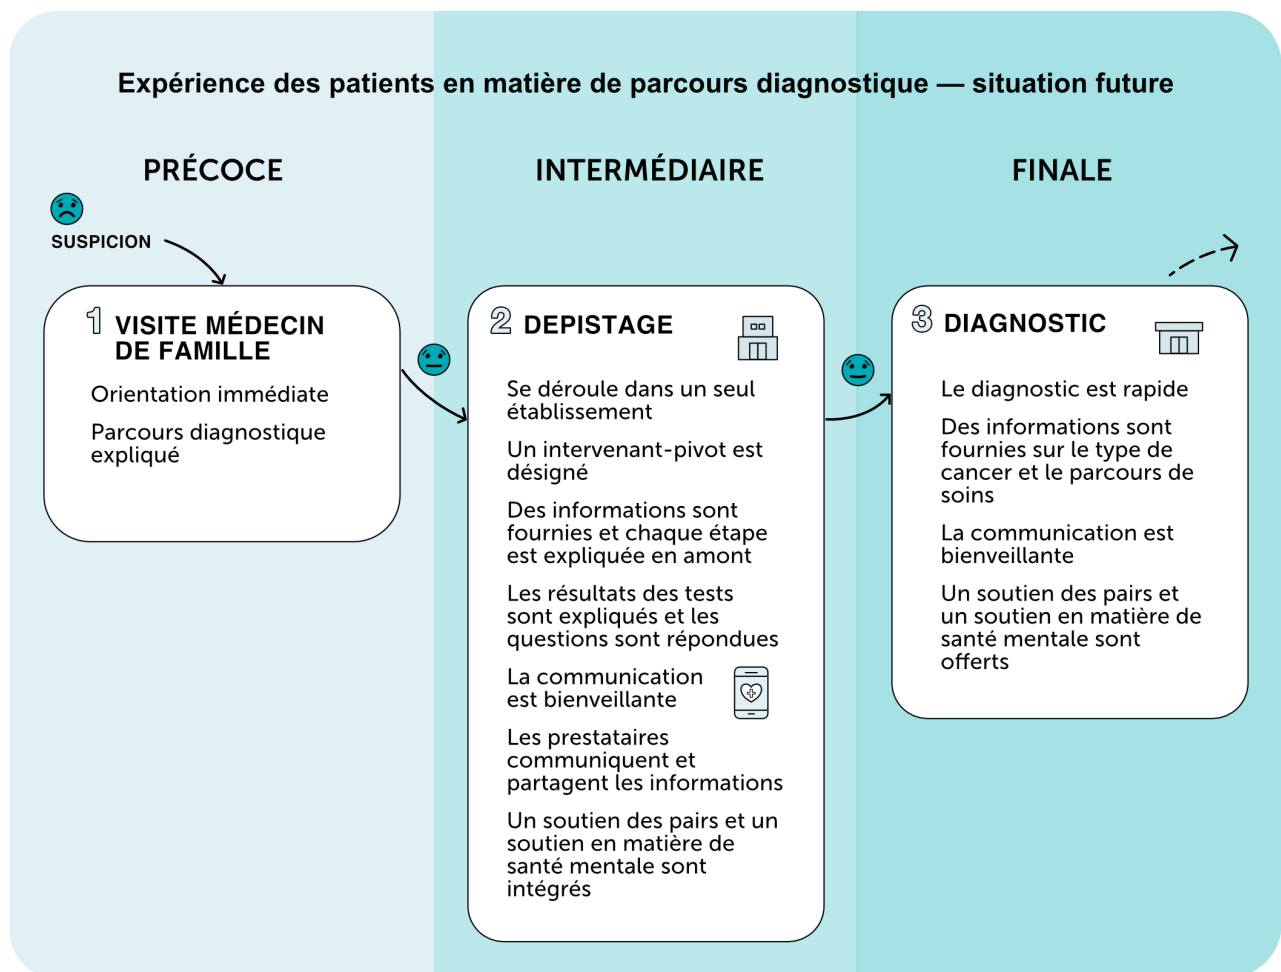 Expérience des patients en matière de parcours diagnostique — situation future
PRÉCOCE
SUSPICION
1 VISITE MÉDECIN
DE FAMILLE
Orientation immédiate
Parcours diagnostique
expliqué
INTERMÉDIAIRE
2 DEPISTAGE
Se déroule dans un seul
établissement
Un intervenant-pivot est
désigné
Des informations sont
fournies et chaque étape
est expliquée en amont
Les résultats des tests
sont expliqués et les
questions sont répondues
La communication
est bienveillante
Les prestataires
communiquent et
partagent les informations
Un soutien des pairs et un
soutien en matière de
santé mentale sont
intégrés
FINALE
3 DIAGNOSTIC
Le diagnostic est rapide
Des informations sont
fournies sur le type de
cancer et le parcours de
soins
La communication est
bienveillante
Un soutien des pairs et
un soutien en matière de
santé mentale sont
offerts